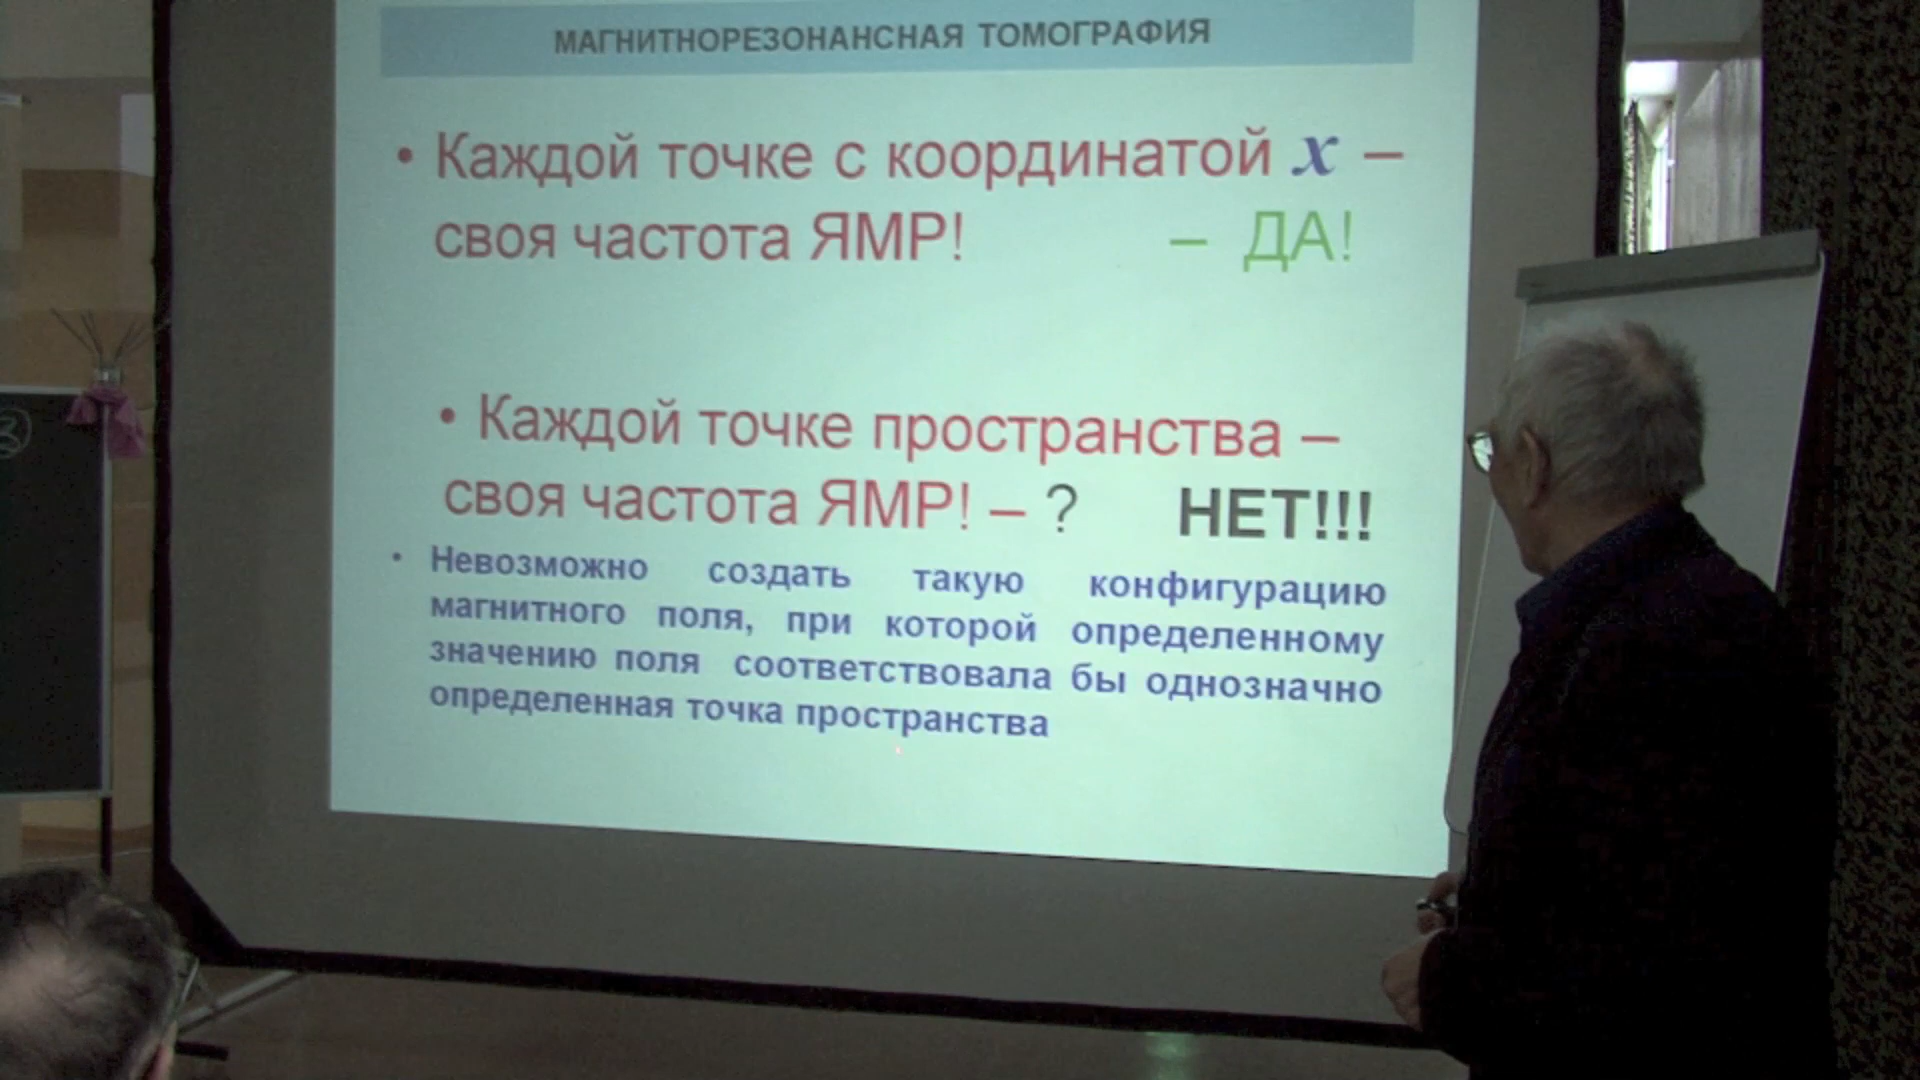 МАГНИТНОРЕЗОНАНСНАЯ ТОМОГРАФИЯ
• Каждой точке с координатой x –
своя частота ЯМР! – ДА!
• Каждой точке пространства –
своя частота ЯМР! – ? НЕТ!!!
• Невозможно создать такую конфигурацию
магнитного поля, при которой определенному
значению поля соответствовала бы однозначно
определенная точка пространства